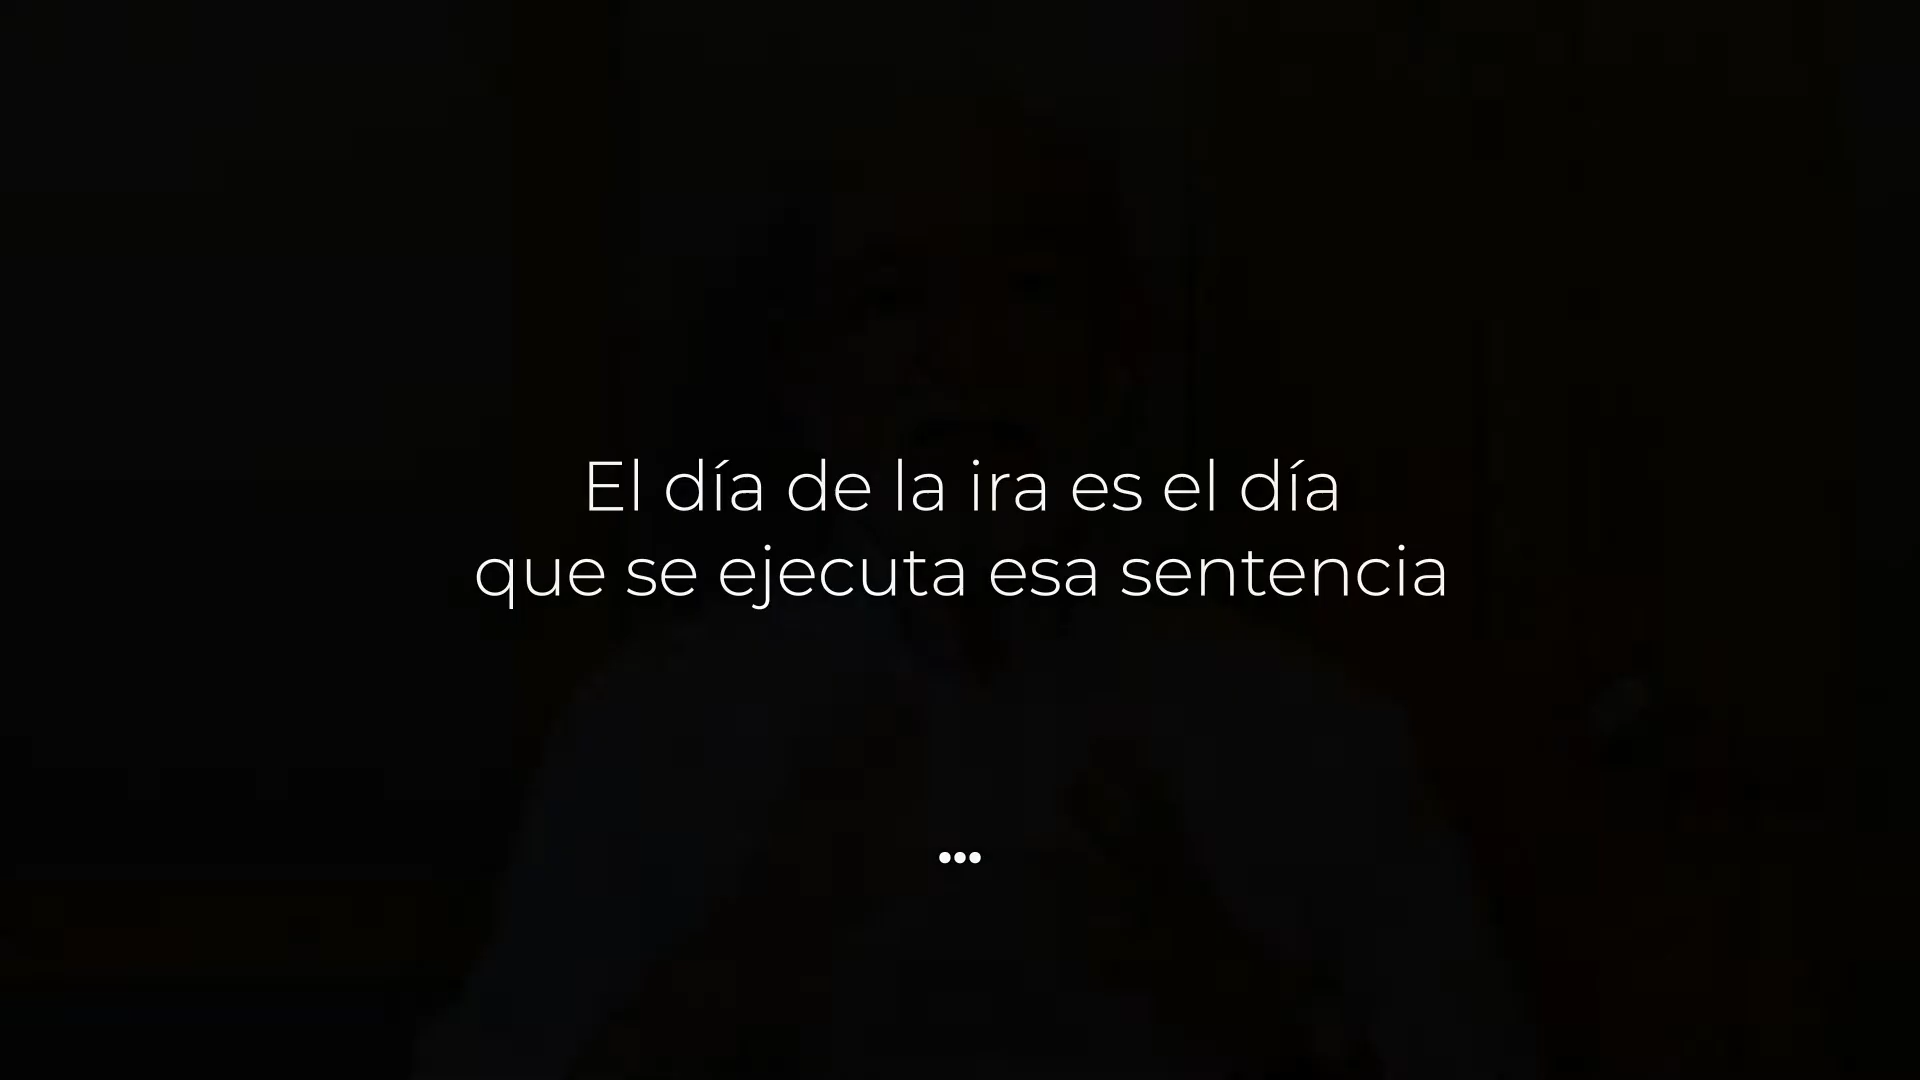 El día de la ira es el día
que se ejecuta esa sentencia
...